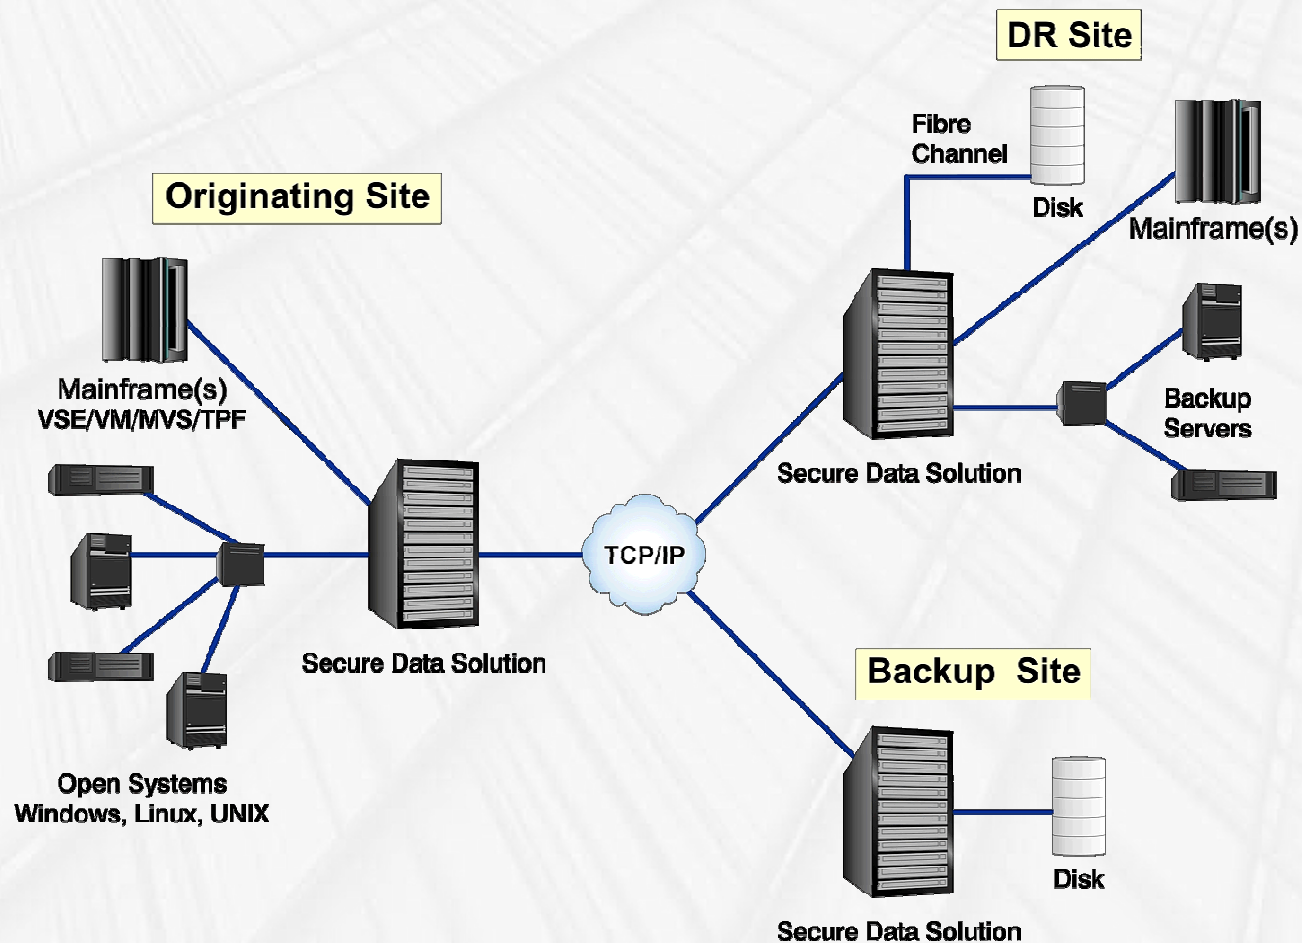 DR Site
Fibre
Channel
Disk
Mainframe(s)
Originating Site
Mainframe(s)
VSE/VM/MVS/TPF
Backup
Servers
Secure Data Solution
TCP/IP
Secure Data Solution
Open Systems
Windows, Linux, UNIX
Backup Site
Disk
Secure Data Solution